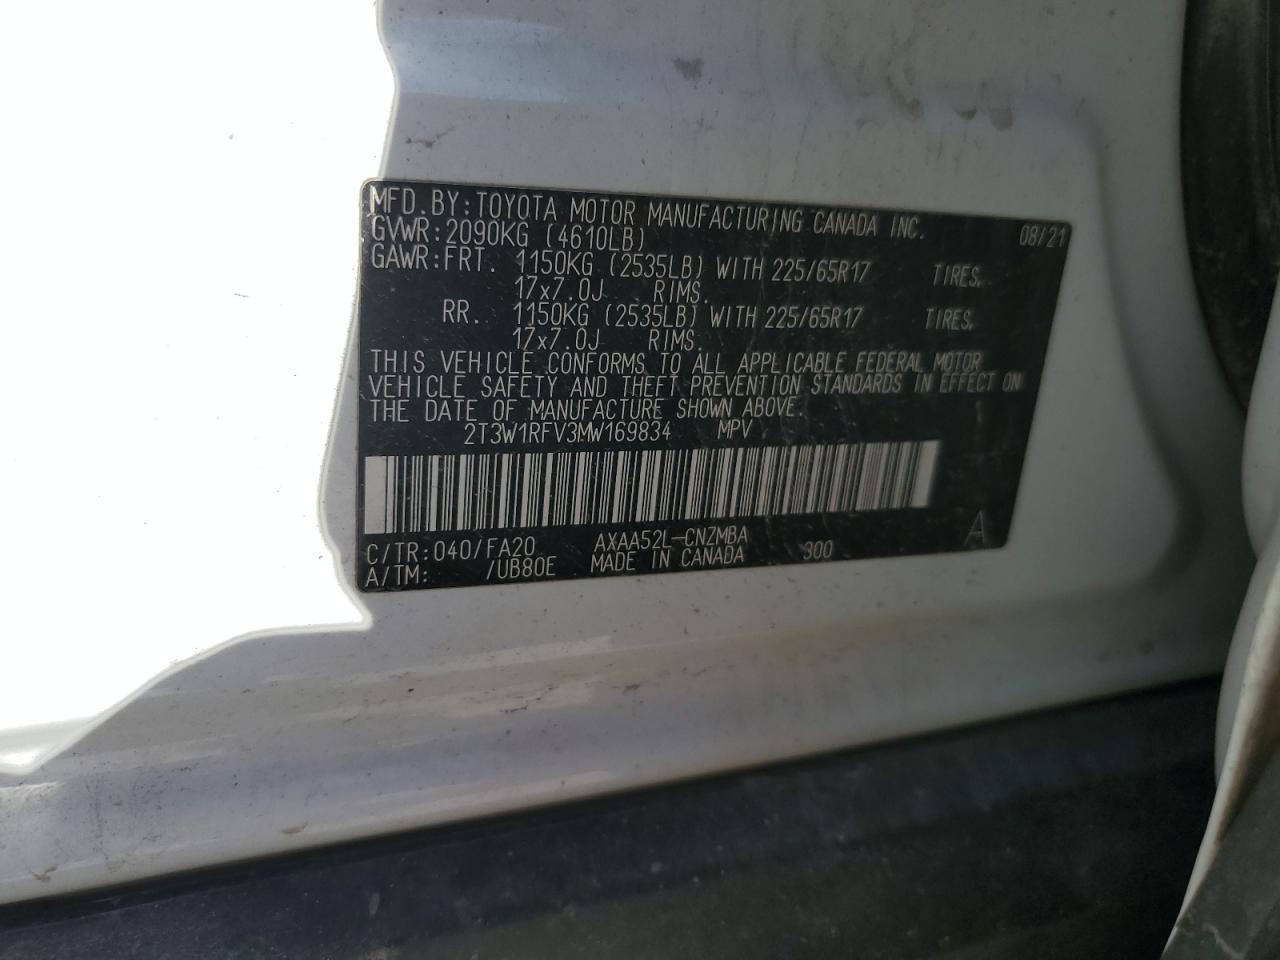 MFD.BY:TOYOTA MOTOR MANUFACTURING CANADA INC. 08/21
GVWR:2090KG (4610LB)
GAWR:FRT. 1150KG (2535LB) WITH 225/65R17 TIRES.
17x7.0J RIMS.
RR. 1150KG (2535LB) WITH 225/65R17 TIRES.
17x7.0J RIMS.
THIS VEHICLE CONFORMS TO ALL APPLICABLE FEDERAL MOTOR
VEHICLE SAFETY AND THEFT PREVENTION STANDARDS IN EFFECT ON
THE DATE OF MANUFACTURE SHOWN ABOVE.
2T3W1RFV3MW169834 MPV
C/TR:040/FA20 AXAA52L-CNZMBA 300 A
A/TM: /UB80E MADE IN CANADA